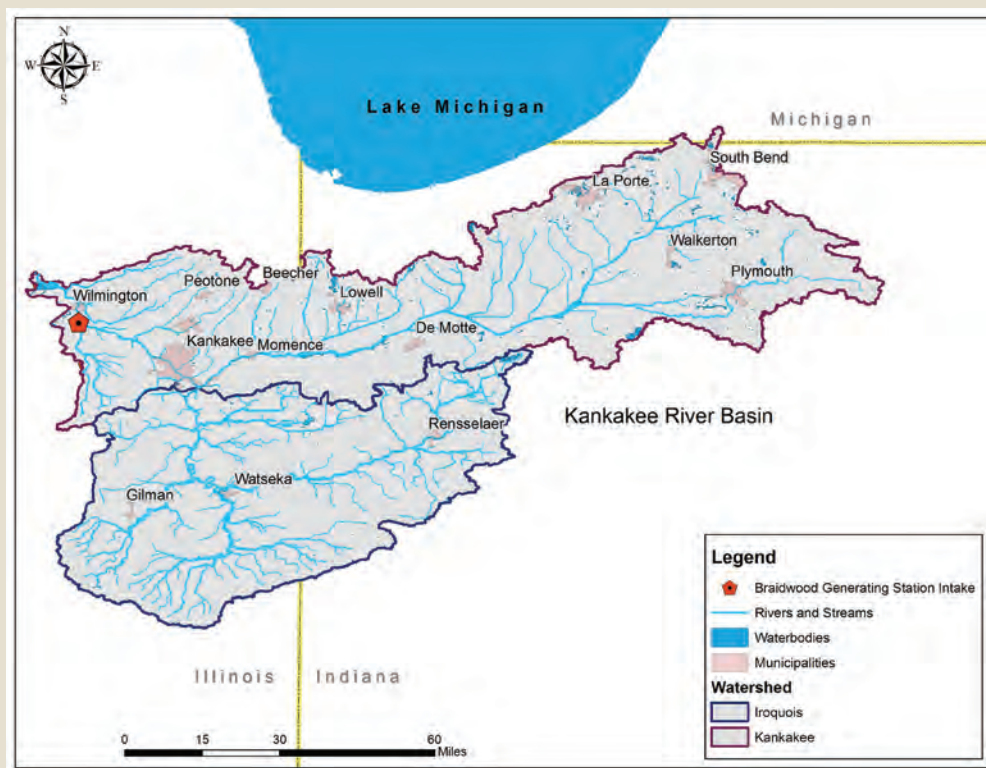 N
W E
S
Lake Michigan
Michigan
South Bend
La Porte
Walkerton
Plymouth
Beecher
Peotone
Lowell
Wilmington
De Motte
Kankakee
Momence
Rensselaer
Kankakee River Basin
Watseka
Gilman
Illinois Indiana
0 15 30 60
Miles
Legend
Braidwood Generating Station Intake
Rivers and Streams
Waterbodies
Municipalities
Watershed
Iroquois
Kankakee